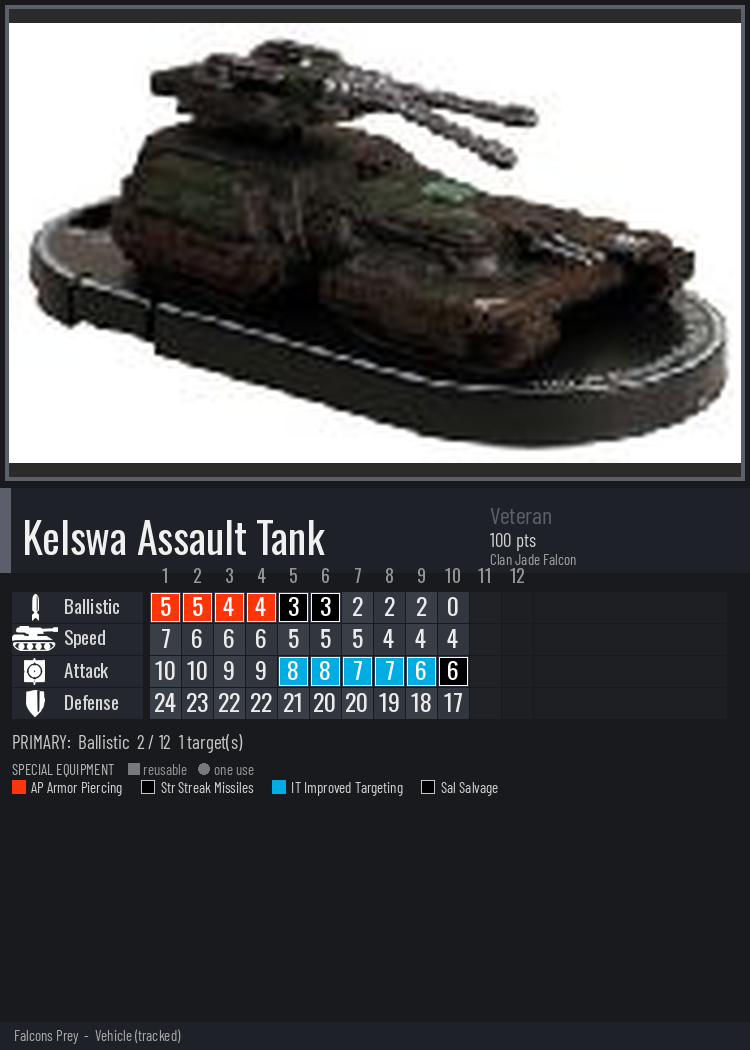 Kelswa Assault Tank
Veteran
100 pts
Clan Jade Falcon
1 2 3 4 5 6 7 8 9 10 11 12
Ballistic 5 5 4 4 3 3 2 2 2 0
Speed 7 6 6 6 5 5 5 4 4 4
Attack 10 10 9 9 8 8 7 7 6 6
Defense 24 23 22 22 21 20 20 19 18 17
PRIMARY: Ballistic 2 / 12 1 target(s)
SPECIAL EQUIPMENT reusable one use
AP Armor Piercing Str Streak Missiles IT Improved Targeting Sal Salvage
Falcons Prey - Vehicle (tracked)